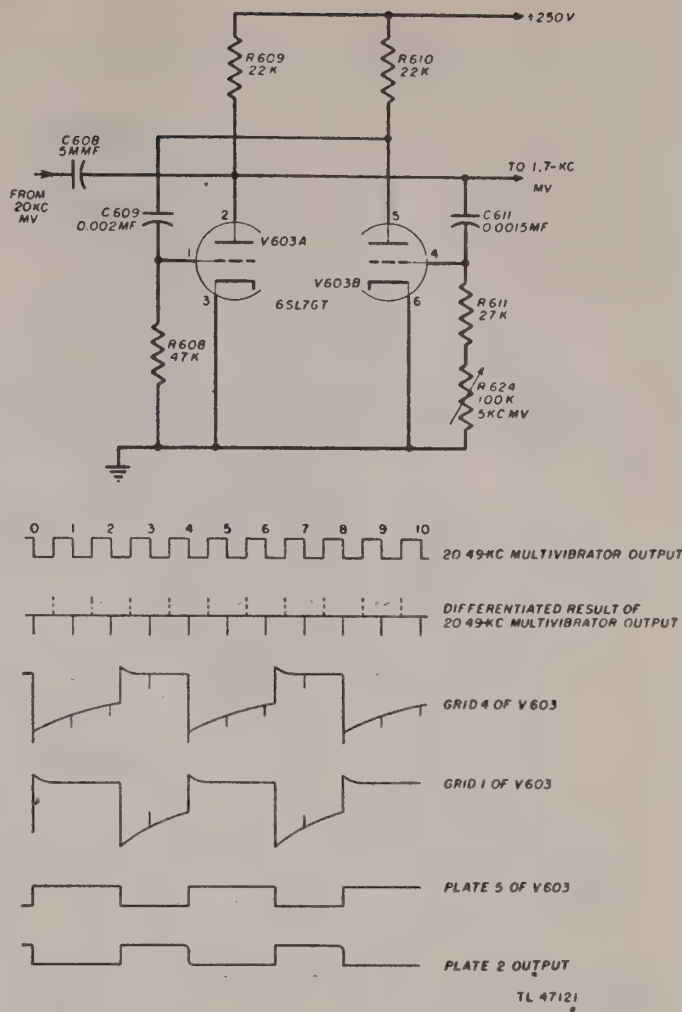 +250V
R609
22K
R610
22K
C608
5MMF
FROM
20KC
MV
TO 1.7-KC
MV
C609
0.002MF
C611
0.0015MF
2
5
1
V603A
4
V603B
3
6
6SL7GT
R611
27K
R608
47K
R624
100K
5KC MV
0 1 2 3 4 5 6 7 8 9 10
20 49-KC MULTIVIBRATOR OUTPUT
DIFFERENTIATED RESULT OF
20 49-KC MULTIVIBRATOR OUTPUT
GRID 4 OF V603
GRID 1 OF V603
PLATE 5 OF V603
PLATE 2 OUTPUT
TL 47121